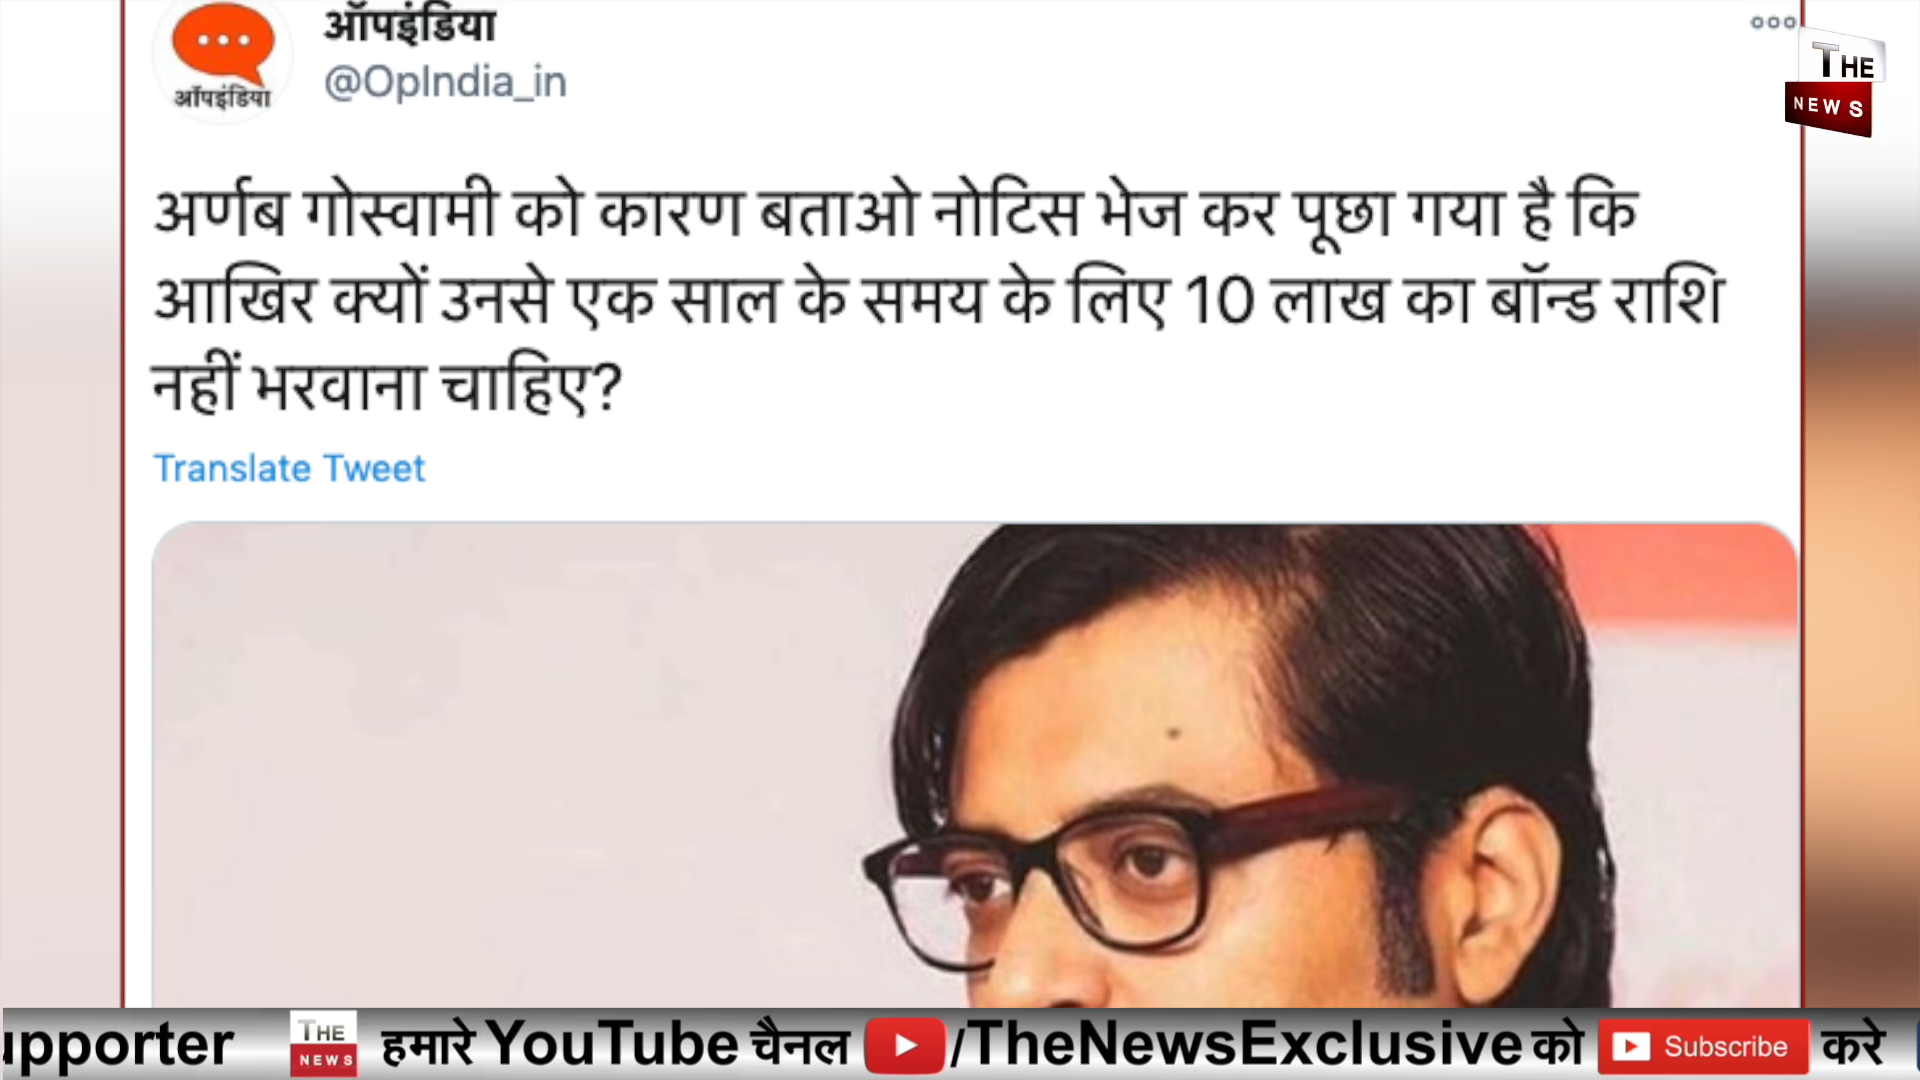 ऑपइंडिया
@OpIndia_in
ऑपइंडिया
THE
NEWS
अर्णब गोस्वामी को कारण बताओ नोटिस भेज कर पूछा गया है कि
आखिर क्यों उनसे एक साल के समय के लिए 10 लाख का बॉन्ड राशि
नहीं भरवाना चाहिए?
Translate Tweet
upporter THE NEWS हमारे YouTube चैनल /TheNewsExclusive को Subscribe करे